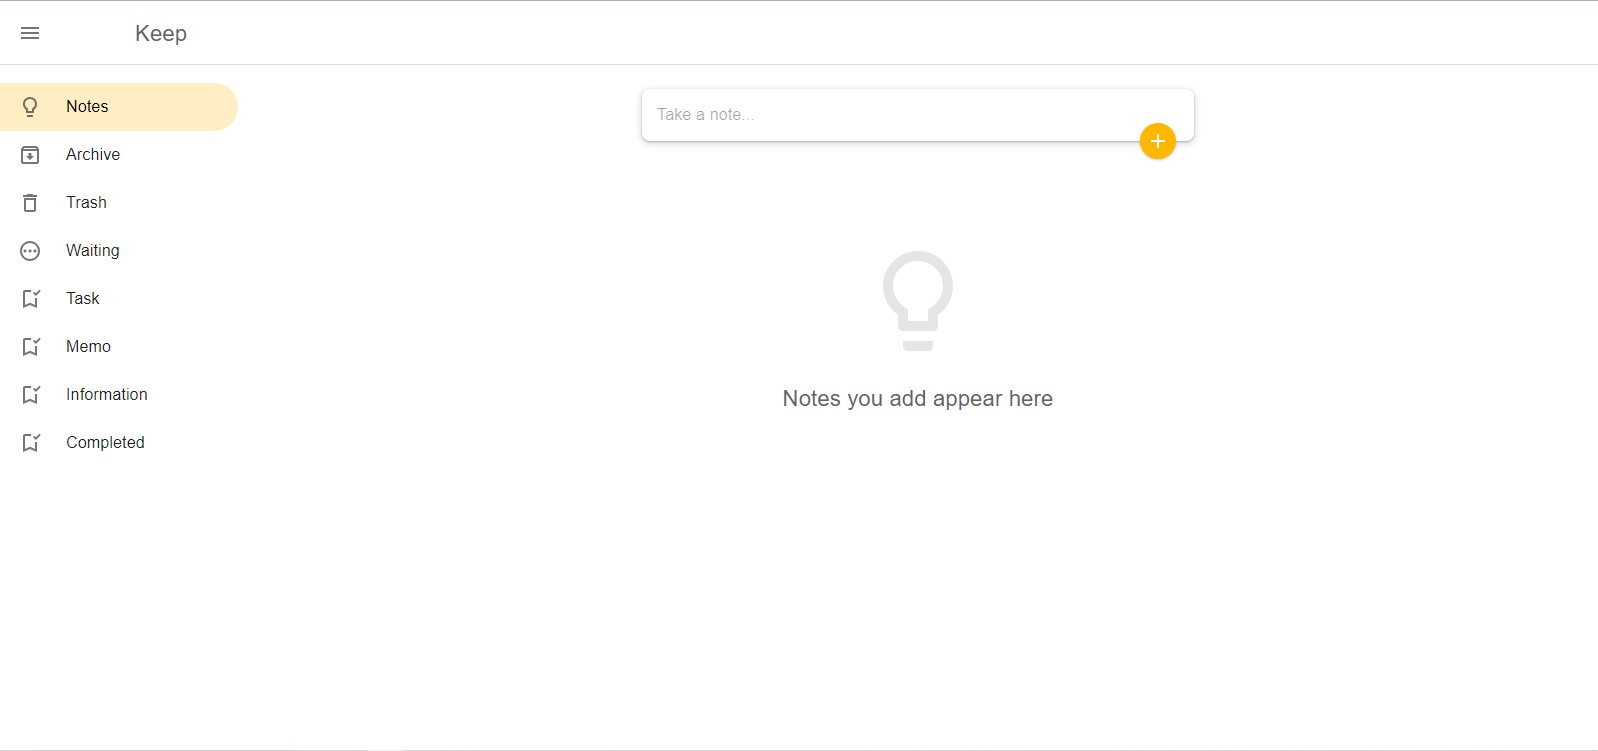 Keep
Notes
Archive
Trash
Waiting
Task
Memo
Information
Completed
Take a note...
Notes you add appear here